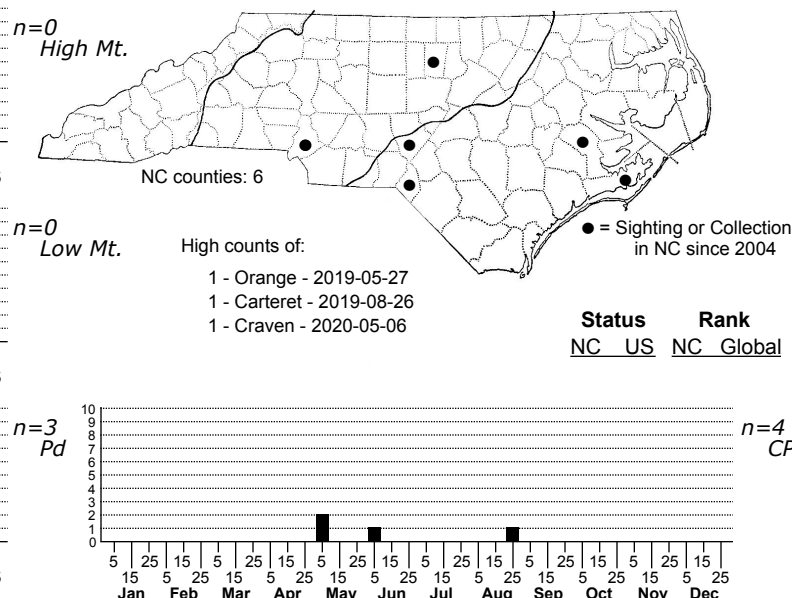 n=0
High Mt.
NC counties: 6
n=0
Low Mt.
High counts of:
1 - Orange - 2019-05-27
1 - Carteret - 2019-08-26
1 - Craven - 2020-05-06
● = Sighting or Collection
in NC since 2004
Status Rank
NC US NC Global
n=3
Pd
10
9
8
7
6
5
4
3
2
1
0
n=4
CP
5 25 15 5 25 15 5 25 15 5 25 15 5 25 15 5 25 15
15 5 25 15 5 25 15 5 25 15 5 25 15 5 25 15 5 25
Jan Feb Mar Apr May Jun Jul Aug Sep Oct Nov Dec